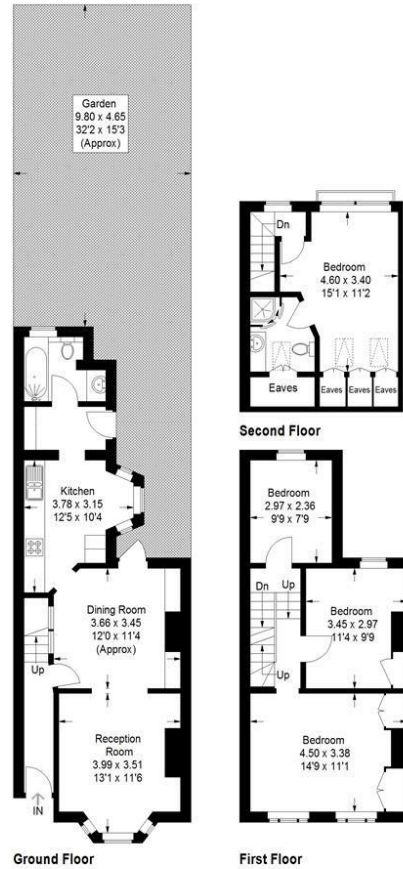 Garden
9.80 x 4.65
32'2 x 15'3
(Approx)
Kitchen
3.78 x 3.15
12'5 x 10'4
Dining Room
3.66 x 3.45
12'0 x 11'4
(Approx)
Up
Reception
Room
3.99 x 3.51
13'1 x 11'6
IN
Ground Floor
Dn
Bedroom
4.60 x 3.40
15'1 x 11'2
Eaves
Eaves
Eaves
Eaves
Second Floor
Bedroom
2.97 x 2.36
9'9 x 7'9
Dn
Up
Bedroom
3.45 x 2.97
11'4 x 9'9
Up
Bedroom
4.50 x 3.38
14'9 x 11'1
First Floor